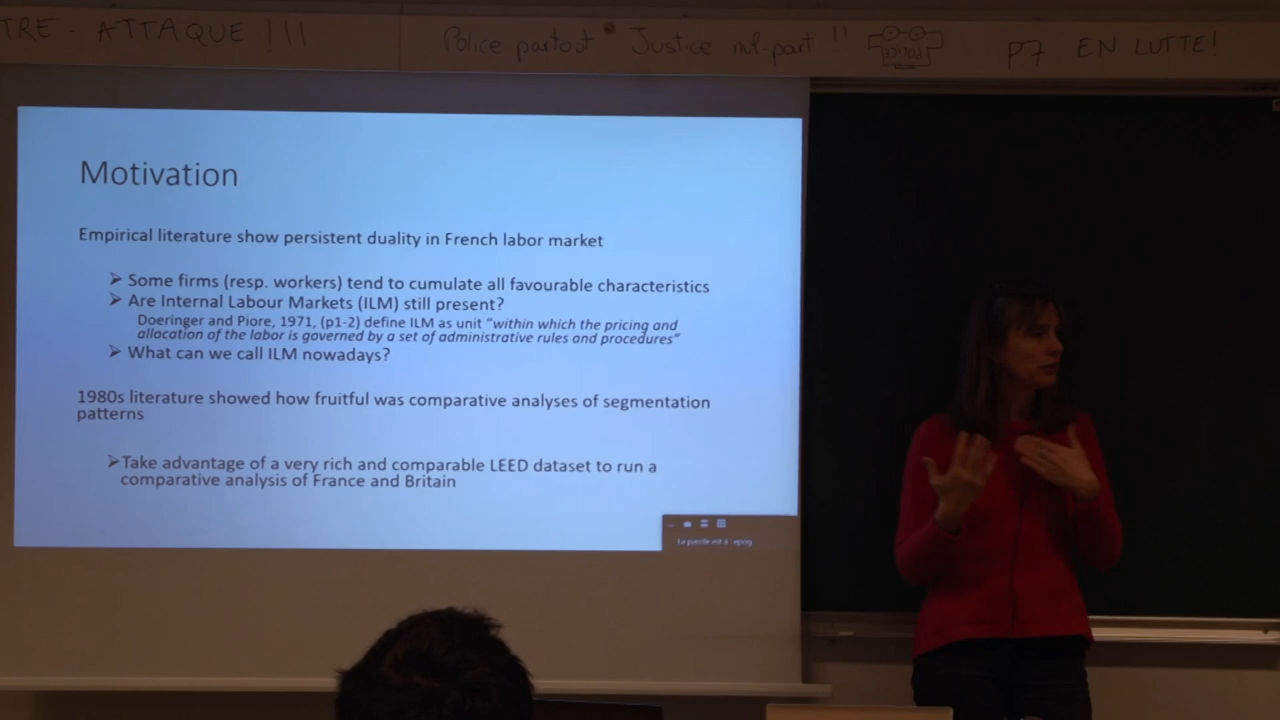 TRE - ATTAQUE !!!
Police partout Justice nul-part !!
P7 EN LUTTE!
Motivation
Empirical literature show persistent duality in French labor market
➢ Some firms (resp. workers) tend to cumulate all favourable characteristics
➢ Are Internal Labour Markets (ILM) still present?
Doeringer and Piore, 1971, (p1-2) define ILM as unit "within which the pricing and
allocation of the labor is governed by a set of administrative rules and procedures"
➢ What can we call ILM nowadays?
1980s literature showed how fruitful was comparative analyses of segmentation
patterns
➢ Take advantage of a very rich and comparable LEED dataset to run a
comparative analysis of France and Britain
La parole est à : epog